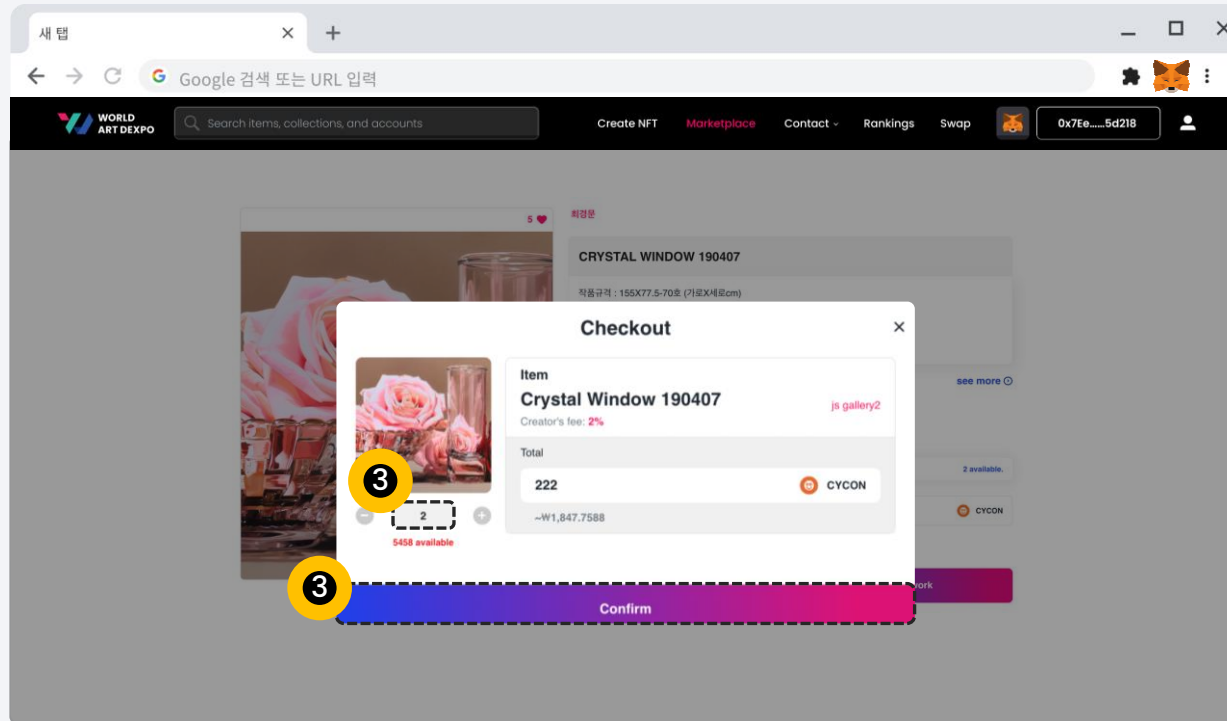 새 탭
Google 검색 또는 URL 입력
WORLD
ART DEXPO
Search items, collections, and accounts
Create NFT
Marketplace
Contact
Rankings
Swap
0x7Ee......5d218
5
최경문
CRYSTAL WINDOW 190407
작품규격 : 155X77.5-70호 (가로X세로cm)
see more
2 available.
CYCON
work
Checkout
Item
Crystal Window 190407
js gallery2
Creator's fee: 2%
Total
222
CYCON
~₩1,847.7588
3
2
5458 available
3
Confirm